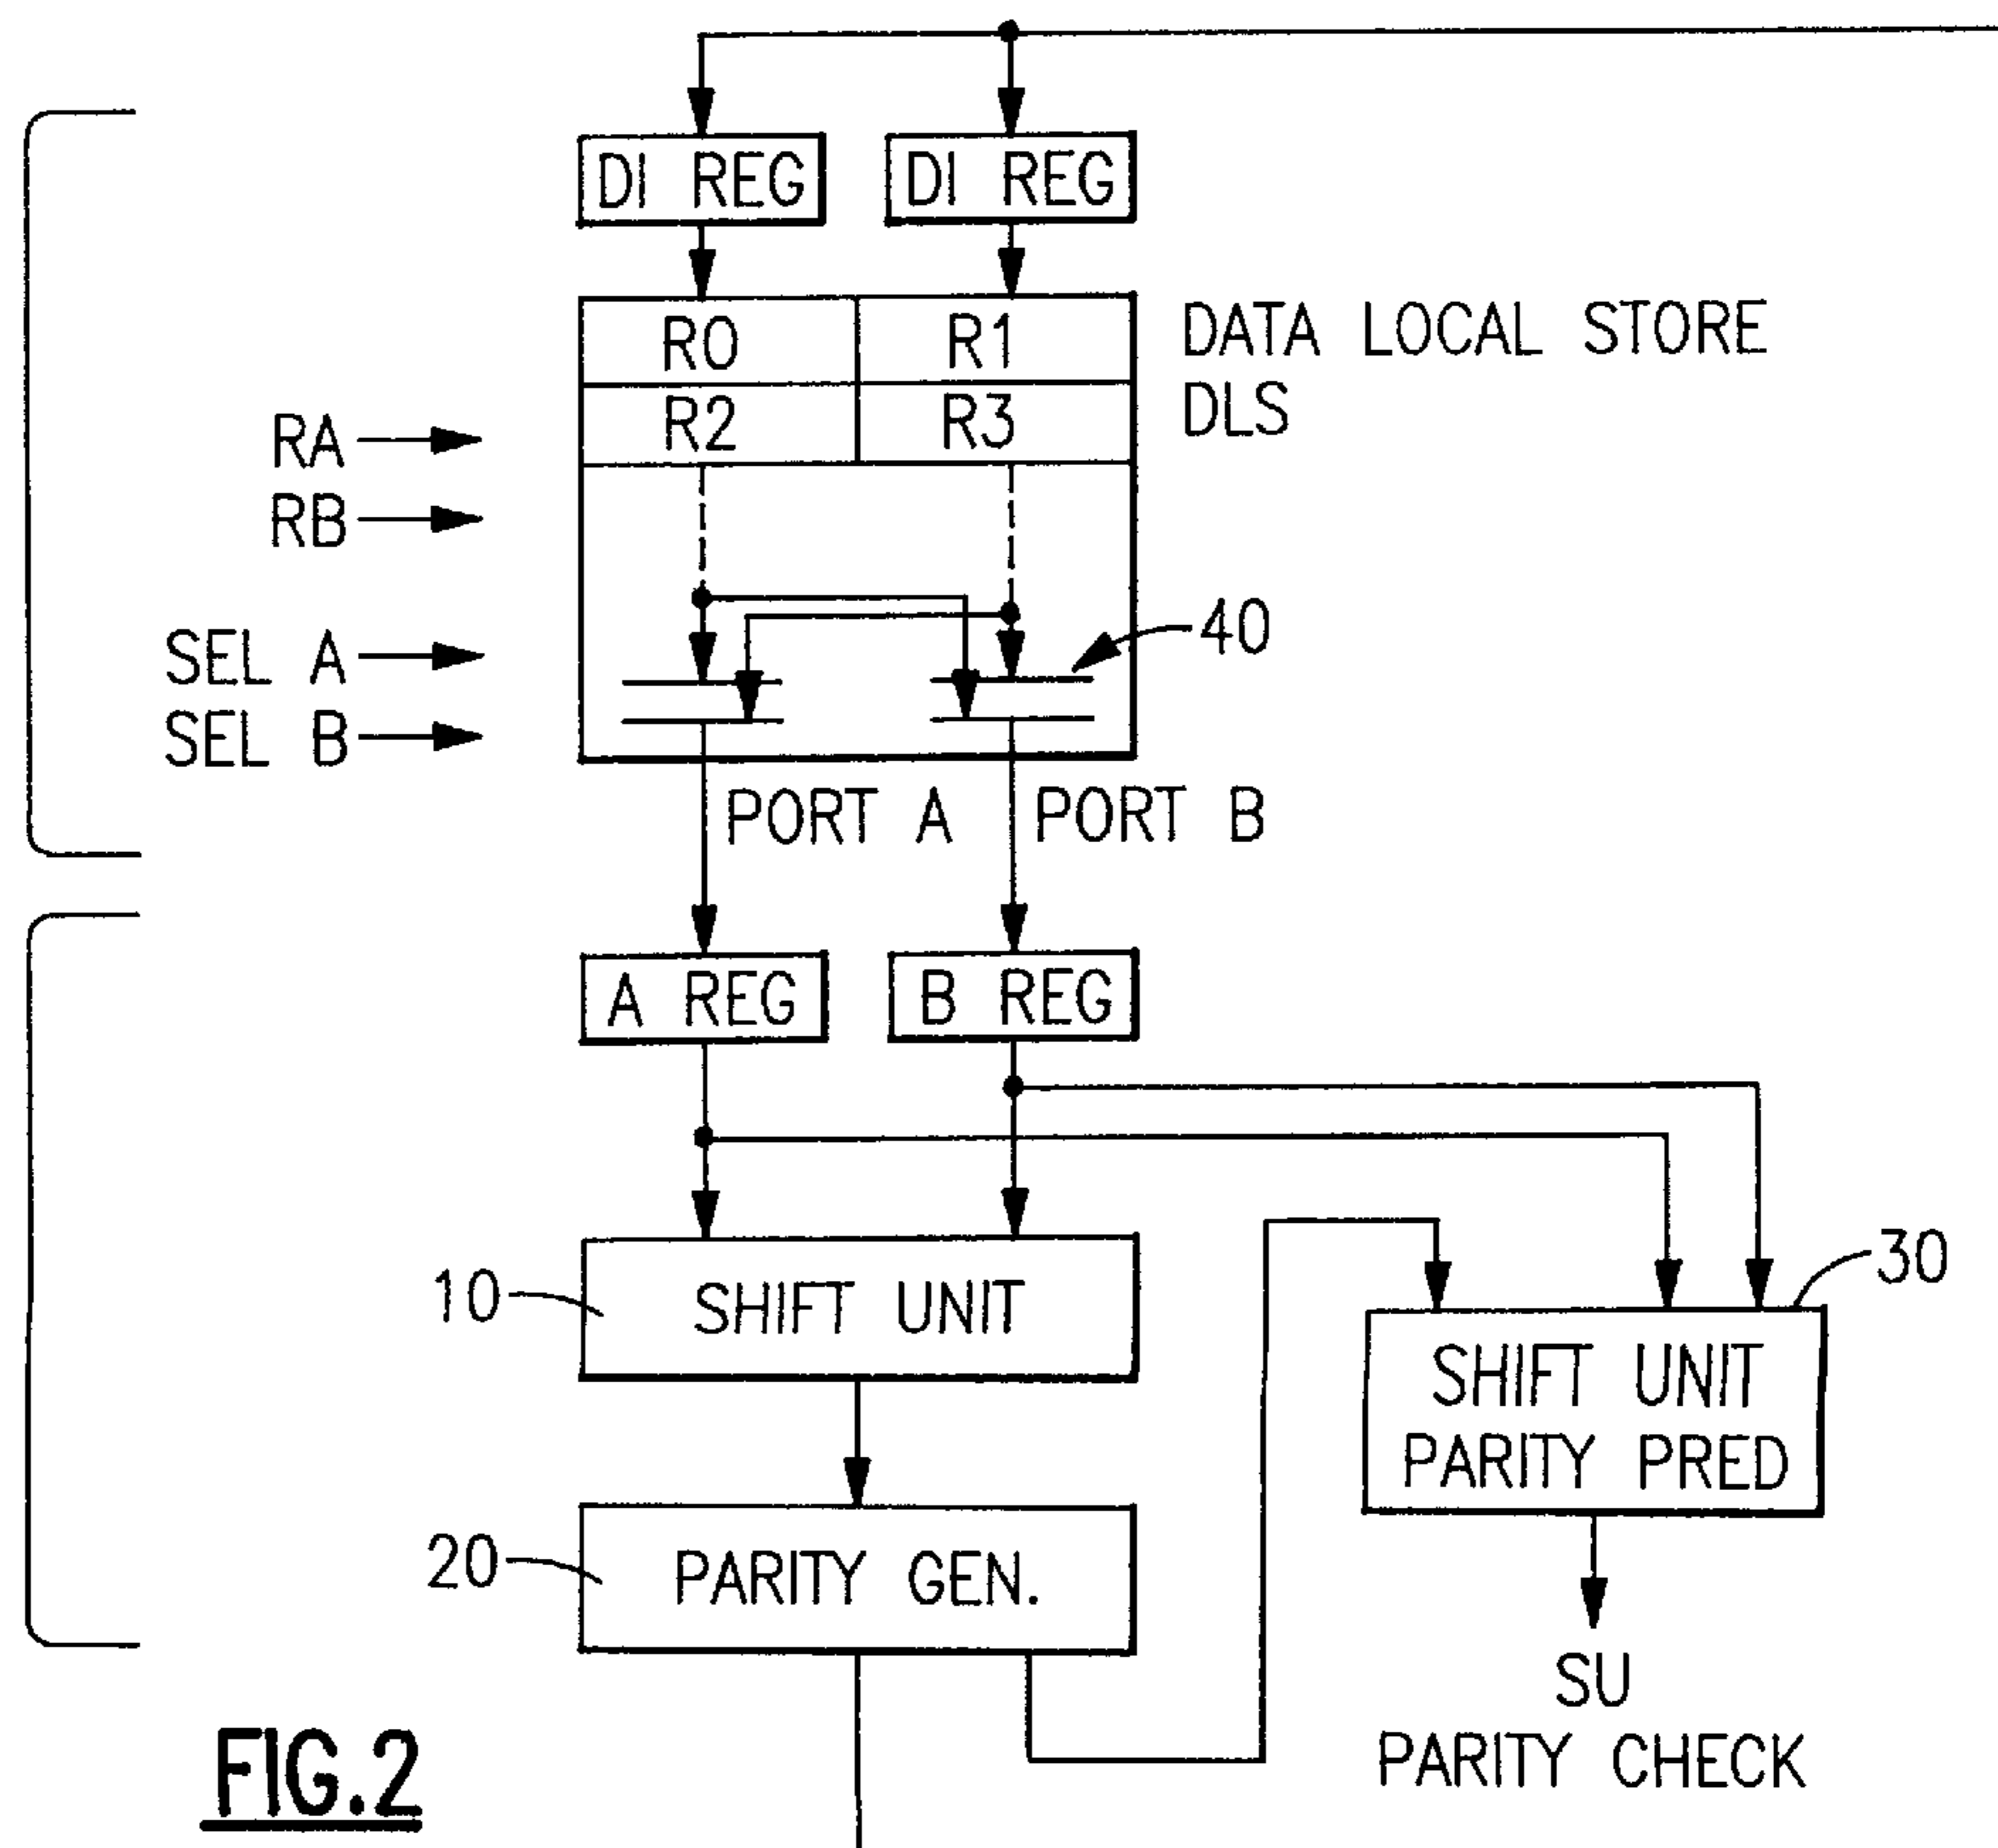 DI REG
DI REG
R0
R1
DATA LOCAL STORE
DLS
R2
R3
RA
RB
40
SEL A
SEL B
PORT A
PORT B
A REG
B REG
10
SHIFT UNIT
30
SHIFT UNIT
PARITY PRED
20
PARITY GEN.
SU
PARITY CHECK
FIG.2